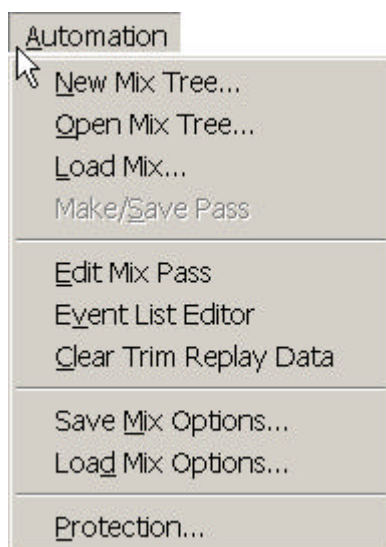 Automation
New Mix Tree...
Open Mix Tree...
Load Mix...
Make/Save Pass
Edit Mix Pass
Event List Editor
Clear Trim Replay Data
Save Mix Options...
Load Mix Options...
Protection...